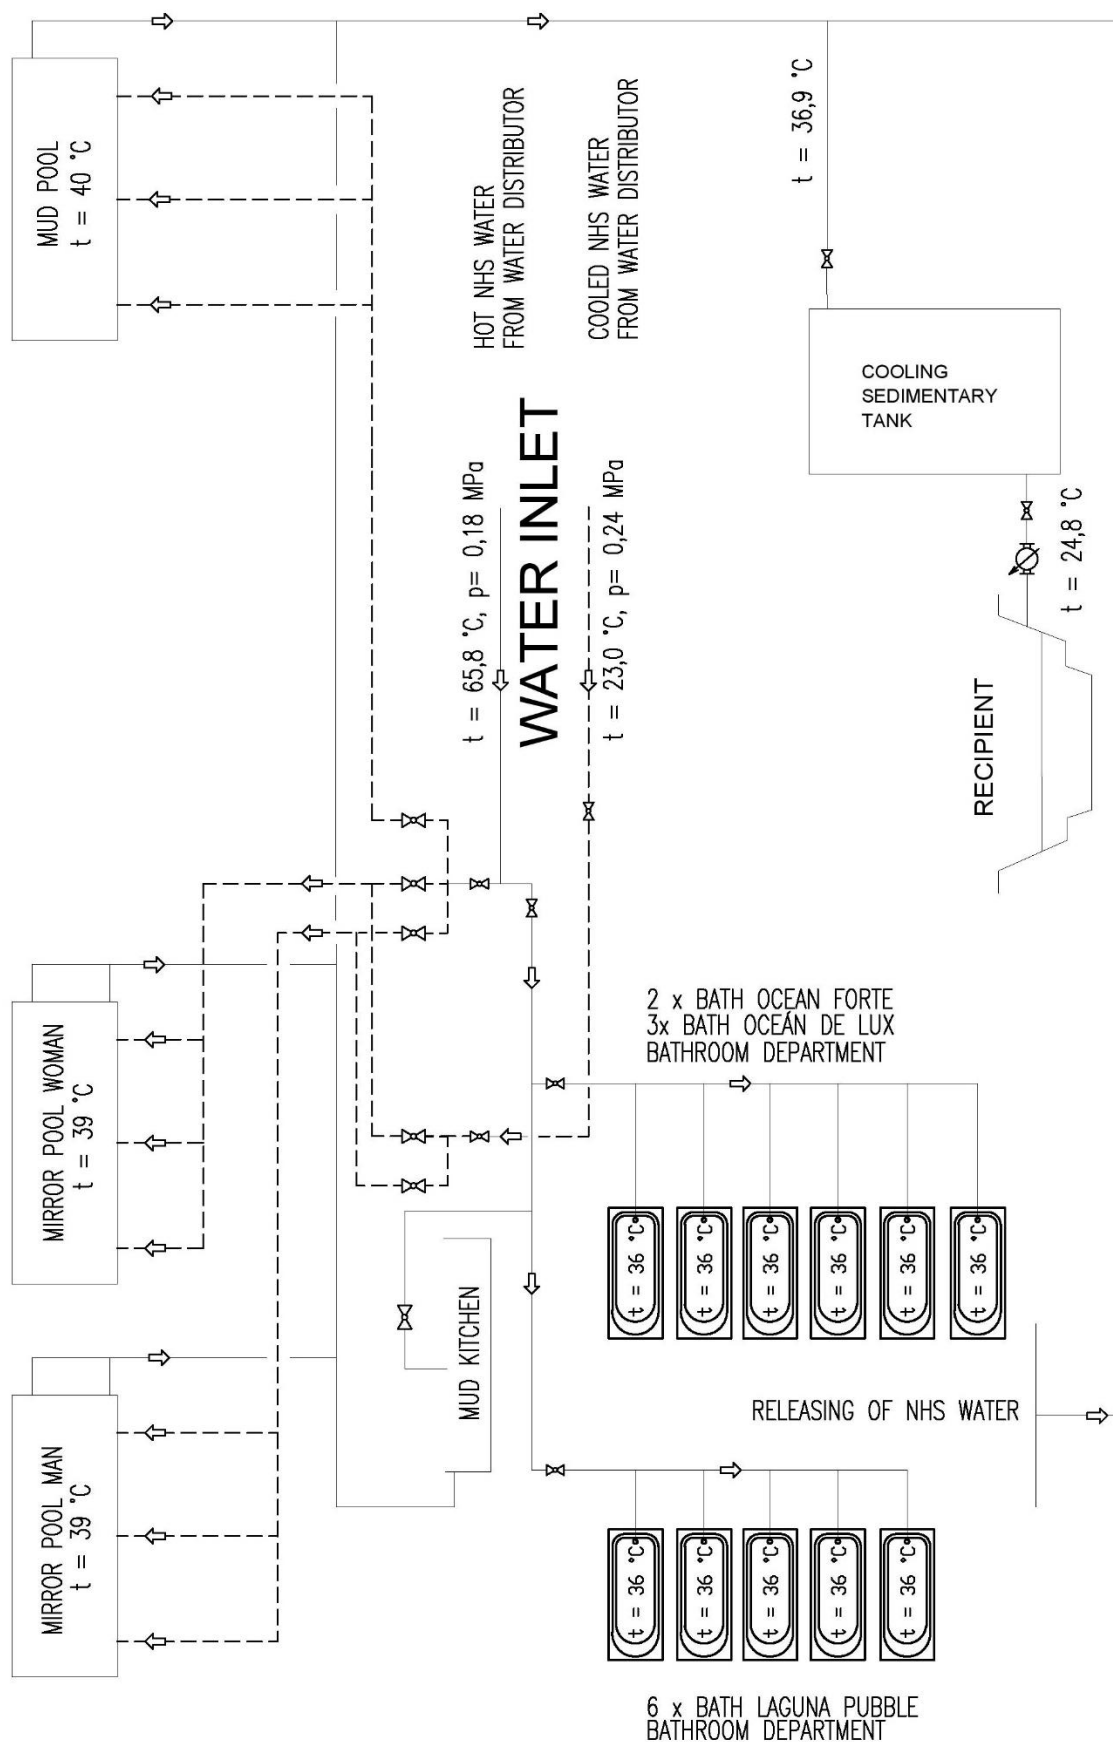 MUD POOL
t = 40 °C
HOT NHS WATER
FROM WATER DISTRIBUTOR
COOLED NHS WATER
FROM WATER DISTRIBUTOR
t = 36,9 °C
COOLING
SEDIMENTARY
TANK
t = 65,8 °C, p= 0,18 MPa
WATER INLET
t = 23,0 °C, p= 0,24 MPa
t = 24,8 °C
RECIPIENT
MIRROR POOL WOMAN
t = 39 °C
2 x BATH OCEAN FORTE
3x BATH OCEÁN DE LUX
BATHROOM DEPARTMENT
t = 36 °C
t = 36 °C
t = 36 °C
t = 36 °C
t = 36 °C
t = 36 °C
MUD KITCHEN
RELEASING OF NHS WATER
MIRROR POOL MAN
t = 39 °C
t = 36 °C
t = 36 °C
t = 36 °C
t = 36 °C
t = 36 °C
6 x BATH LAGUNA PUBBLE
BATHROOM DEPARTMENT